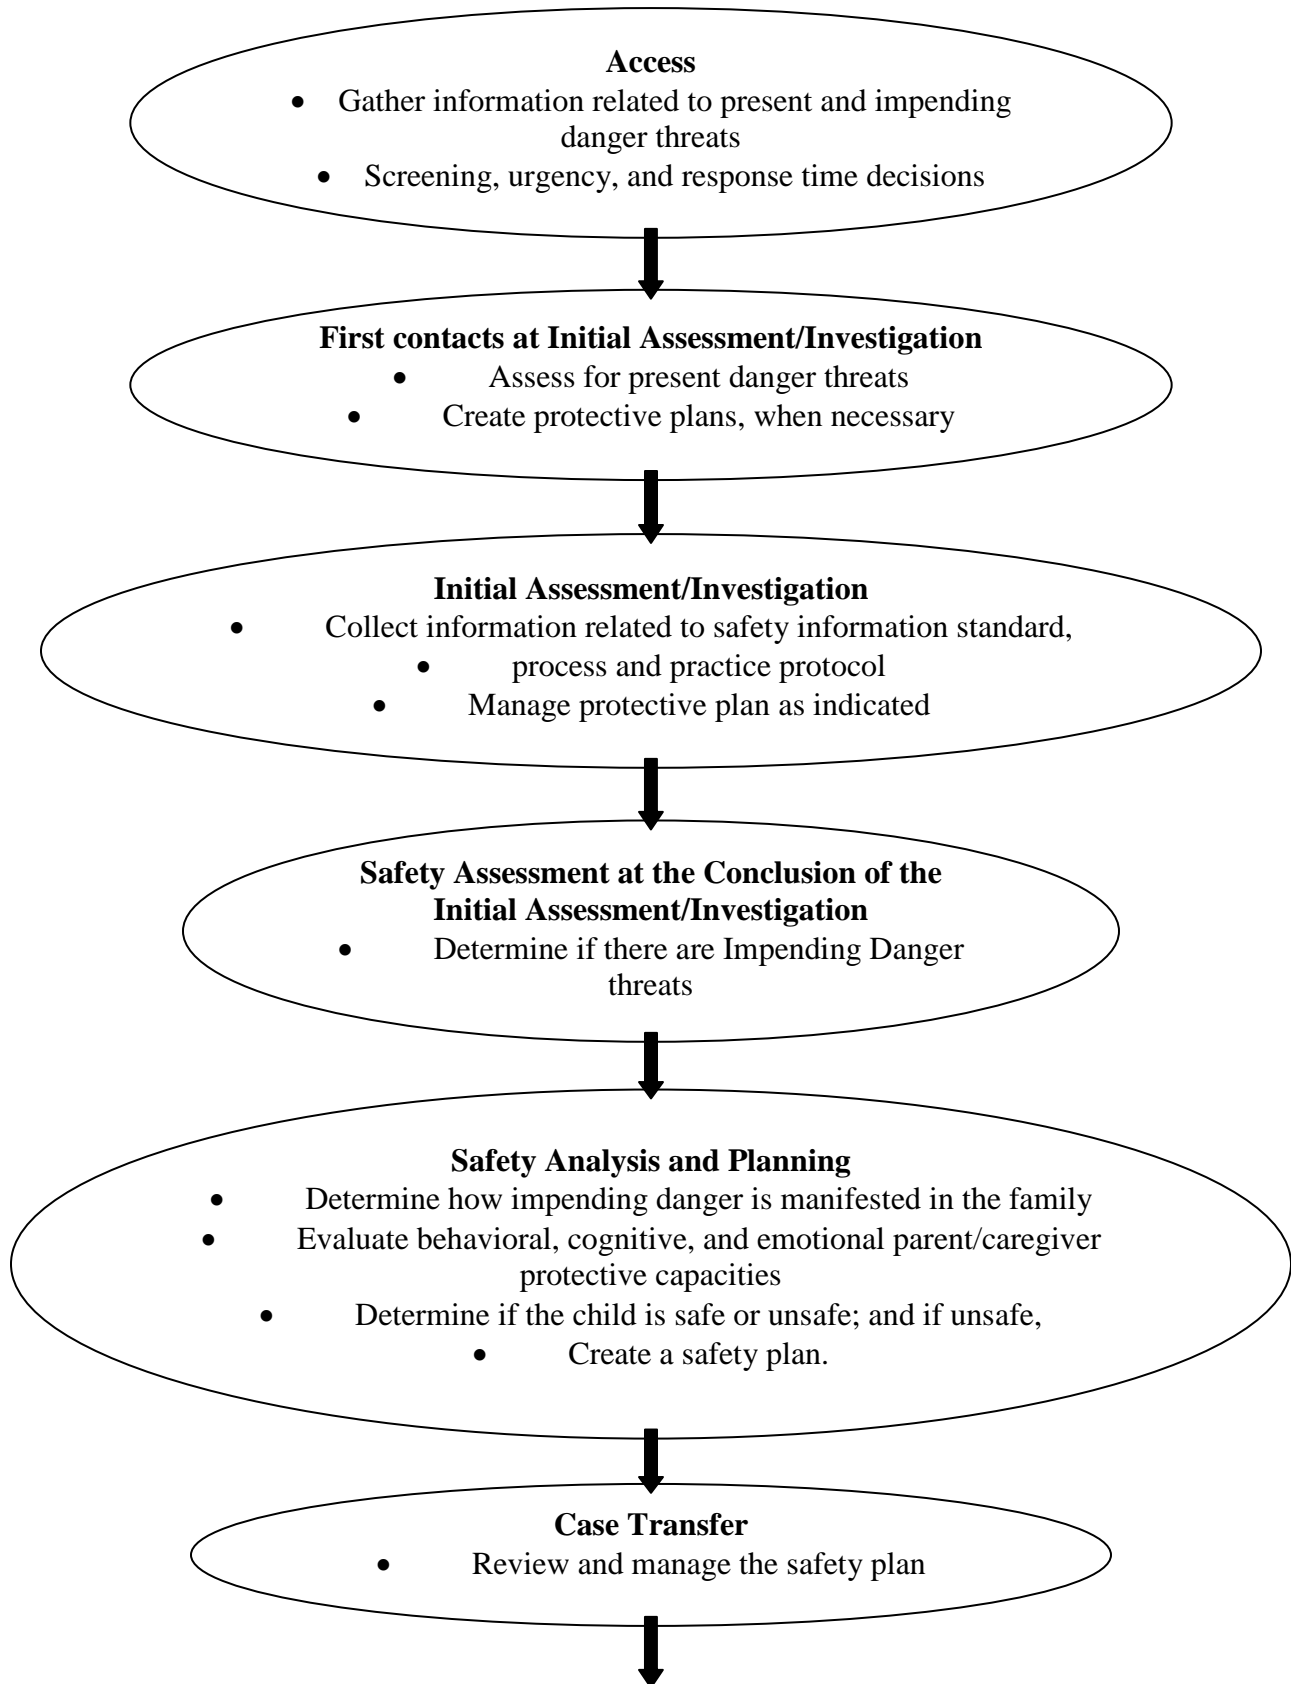 Access
• Gather information related to present and impending
danger threats
• Screening, urgency, and response time decisions
First contacts at Initial Assessment/Investigation
• Assess for present danger threats
• Create protective plans, when necessary
Initial Assessment/Investigation
• Collect information related to safety information standard,
• process and practice protocol
• Manage protective plan as indicated
Safety Assessment at the Conclusion of the
Initial Assessment/Investigation
• Determine if there are Impending Danger
threats
Safety Analysis and Planning
• Determine how impending danger is manifested in the family
• Evaluate behavioral, cognitive, and emotional parent/caregiver
protective capacities
• Determine if the child is safe or unsafe; and if unsafe,
• Create a safety plan.
Case Transfer
• Review and manage the safety plan